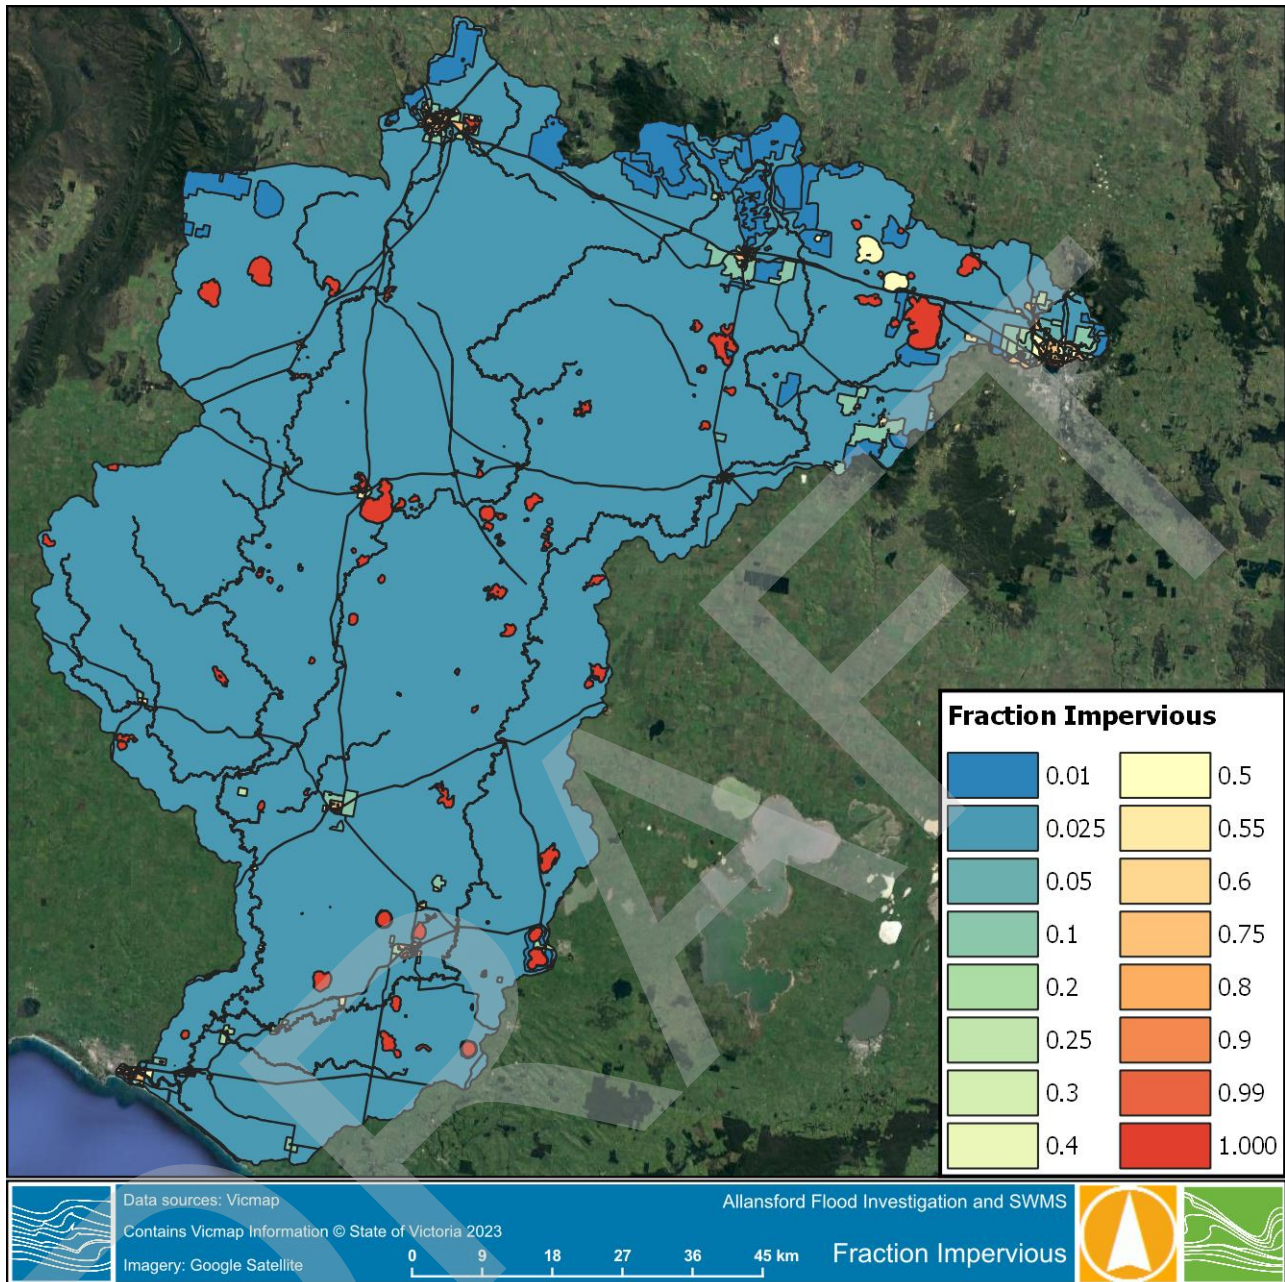 DRAFT
Fraction Impervious
0.01
0.025
0.05
0.1
0.2
0.25
0.3
0.4
0.5
0.55
0.6
0.75
0.8
0.9
0.99
1.000
Data sources: Vicmap
Contains Vicmap Information © State of Victoria 2023
Imagery: Google Satellite
0 9 18 27 36 45 km
Allansford Flood Investigation and SWMS
Fraction Impervious